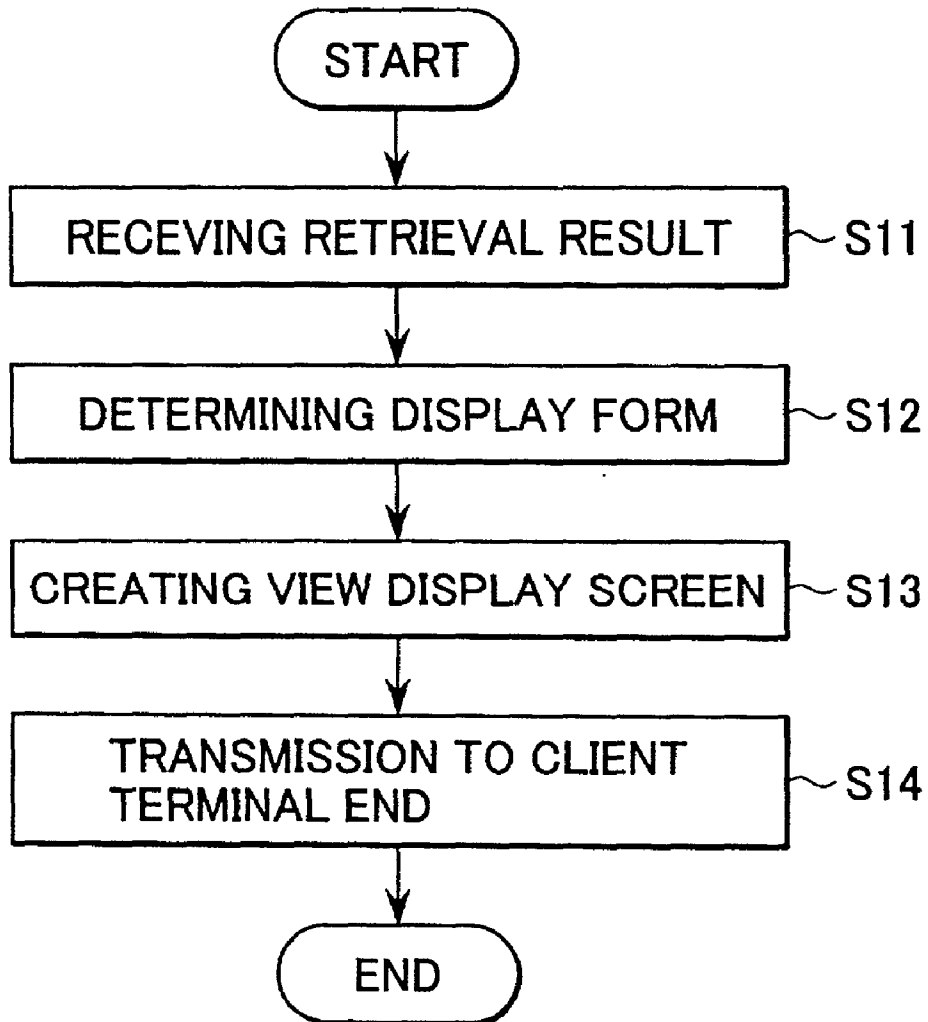 START
RECEVING RETRIEVAL RESULT
S11
DETERMINING DISPLAY FORM
S12
CREATING VIEW DISPLAY SCREEN
S13
TRANSMISSION TO CLIENT
TERMINAL END
S14
END